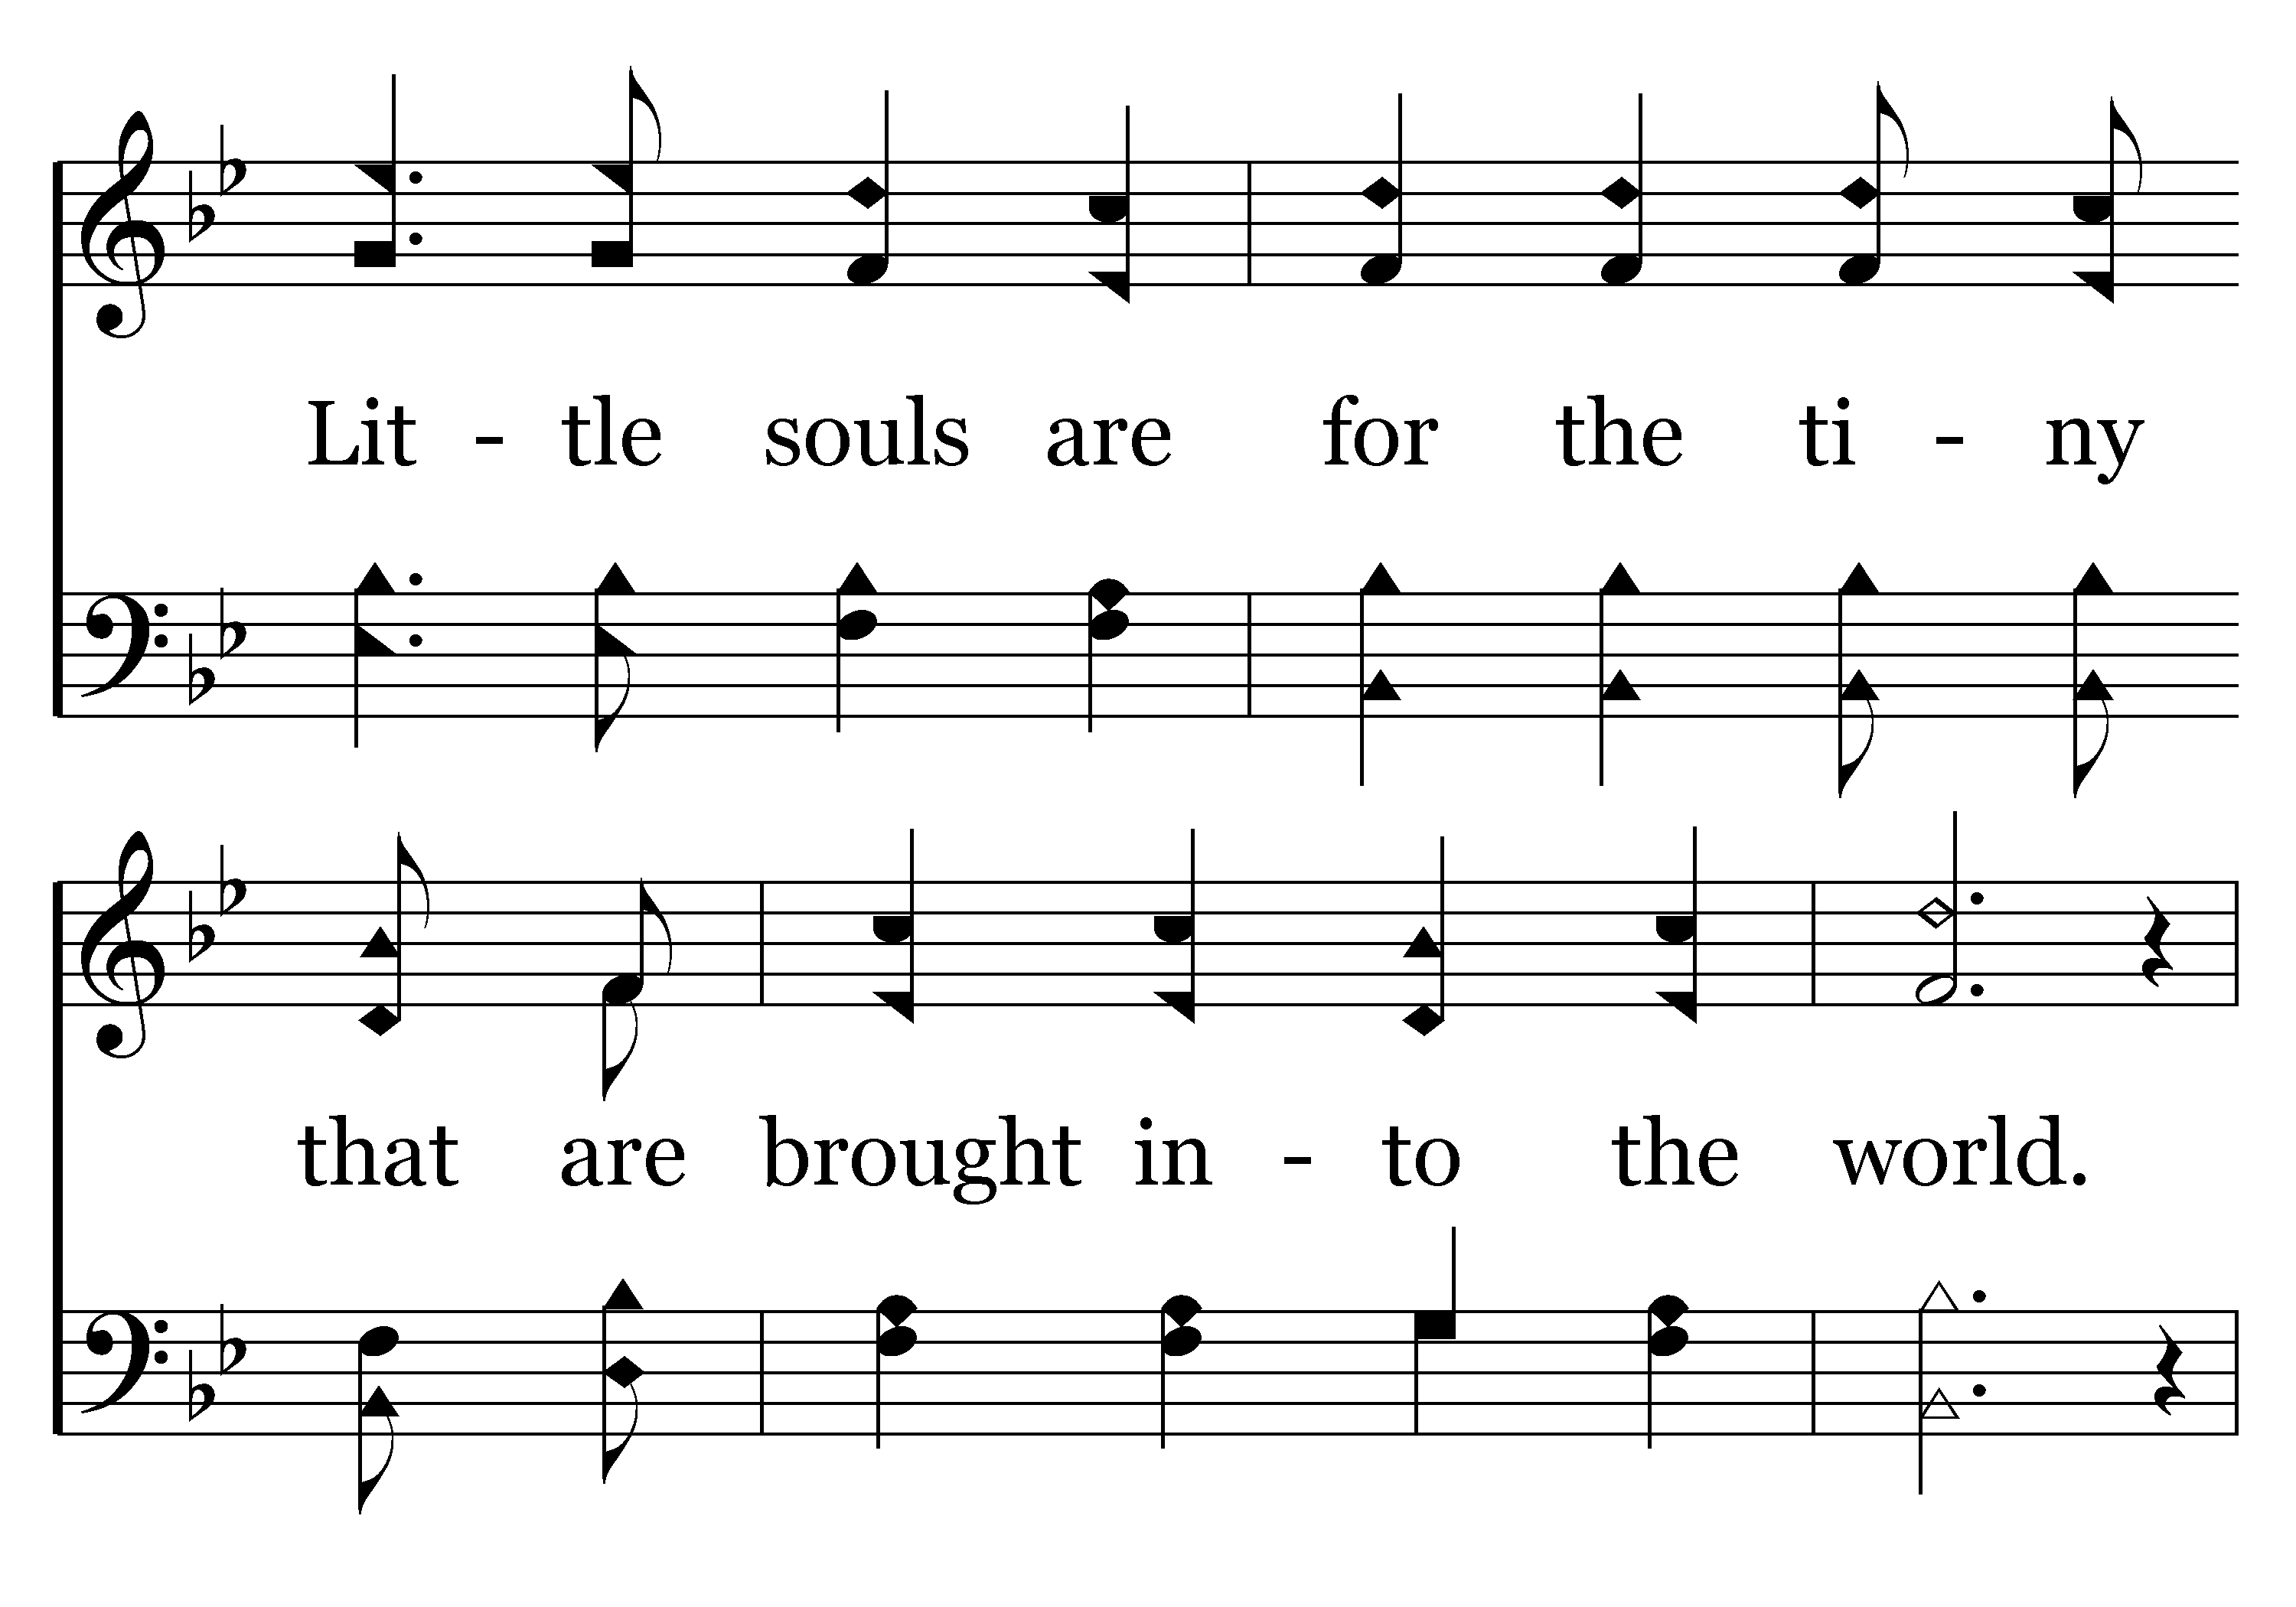 Lit - tle souls are for the ti - ny
that are brought in - to the world.